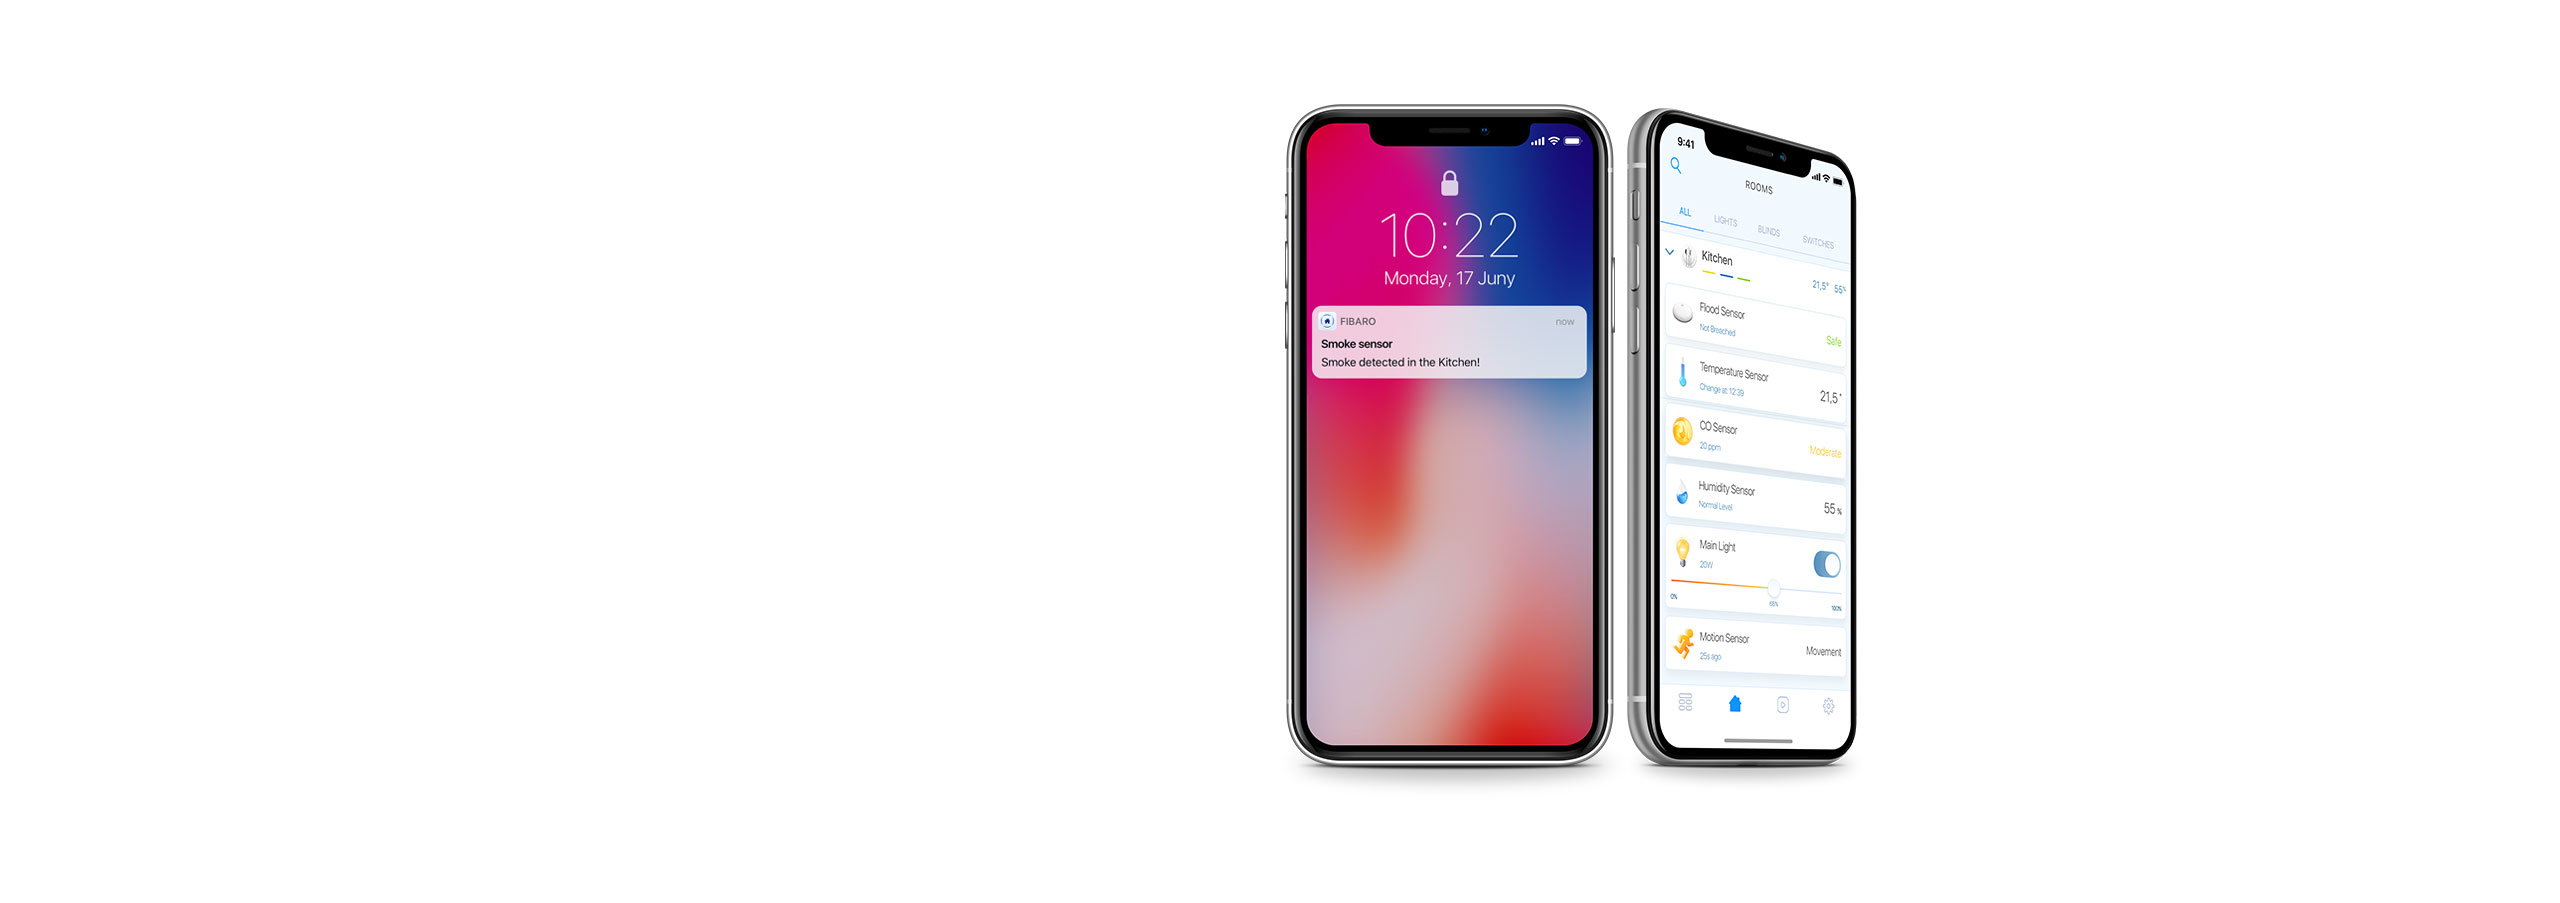 10:22
Monday, 17 Juny
FIBARO
now
Smoke sensor
Smoke detected in the Kitchen!
9:41
ROOMS
ALL LIGHTS BLINDS SWITCHES
Kitchen
21,5° 55%
Flood Sensor
Not Breached
Safe
Temperature Sensor
Change at: 12:39
21,5 °
CO Sensor
20 ppm
Moderate
Humidity Sensor
Normal Level
55 %
Main Light
20W
0% 68% 100%
Motion Sensor
25s ago
Movement